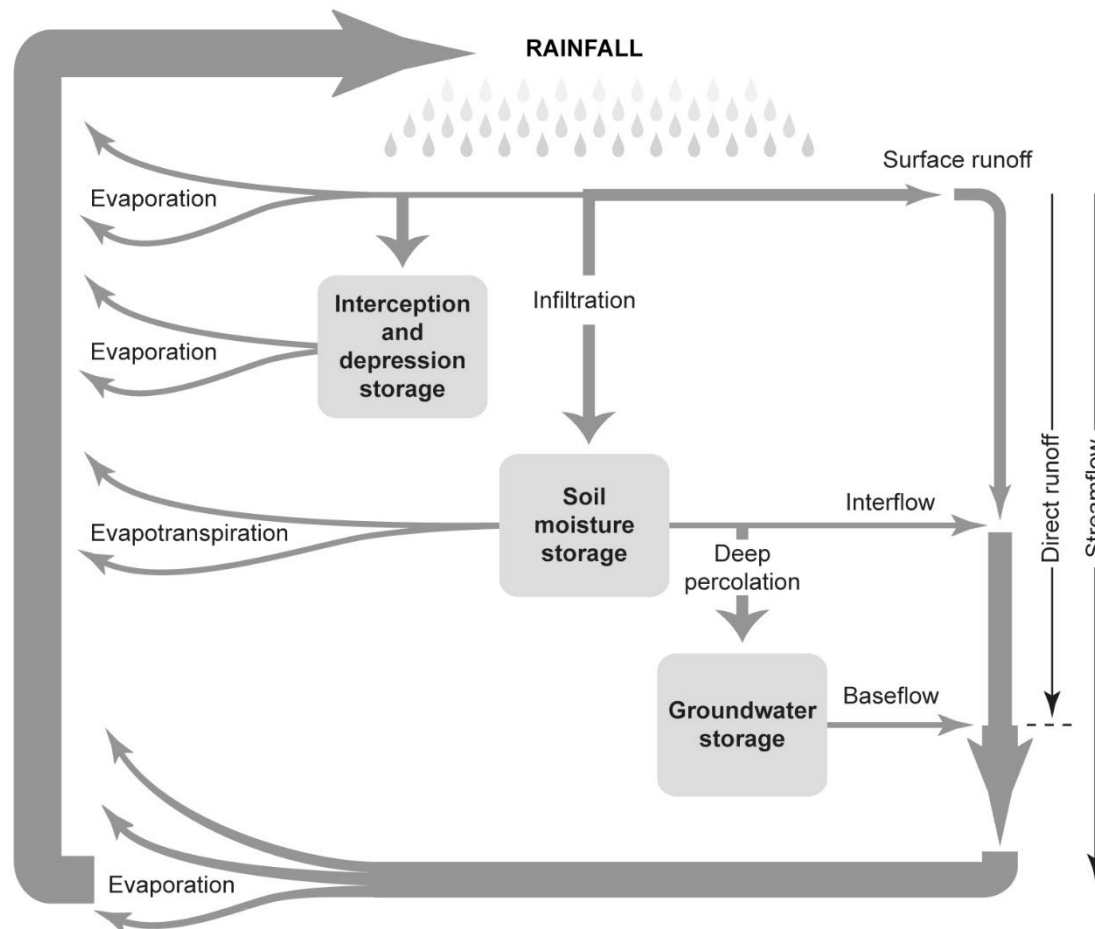 RAINFALL
Surface runoff
Evaporation
Interception
and
depression
storage
Infiltration
Evaporation
Soil
moisture
storage
Interflow
Evapotranspiration
Deep
percolation
Direct runoff
Streamflow
Groundwater
storage
Baseflow
Evaporation